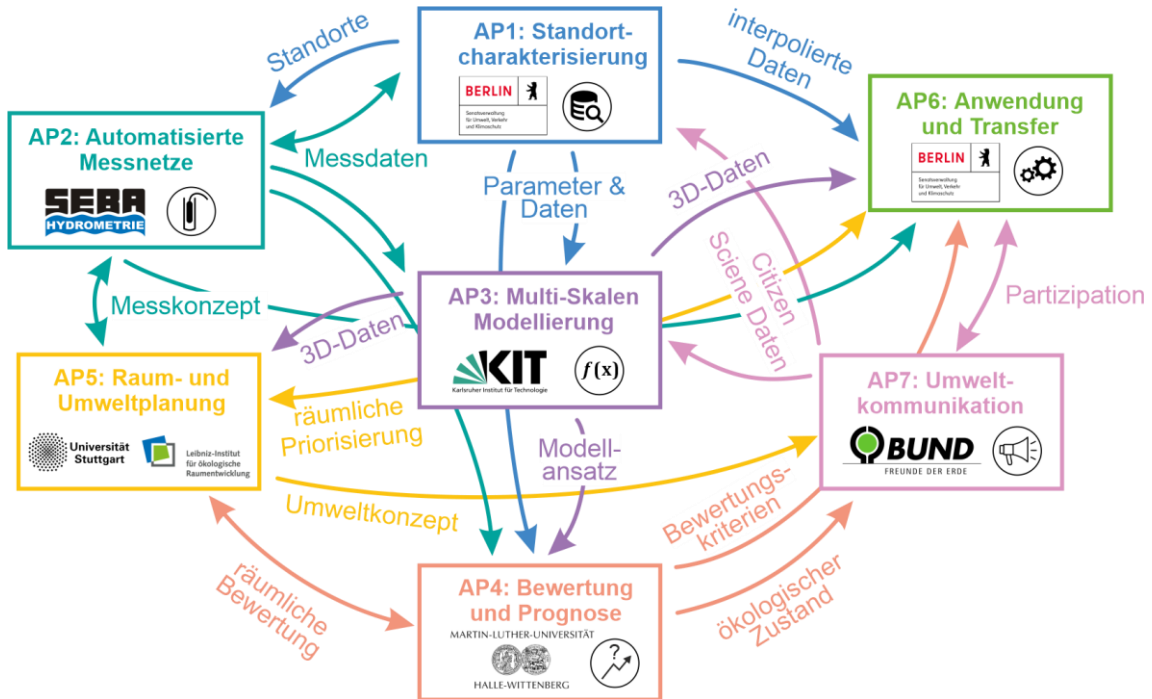 AP1: Standort-
charakterisierung
BERLIN
Senatsverwaltung
für Umwelt, Verkehr
und Klimaschutz
Standorte
interpolierte
Daten
AP2: Automatisierte
Messnetze
SEBA
HYDROMETRIE
Messdaten
Parameter &
Daten
3D-Daten
AP6: Anwendung
und Transfer
BERLIN
Senatsverwaltung
für Umwelt, Verkehr
und Klimaschutz
Messkonzept
3D-Daten
AP3: Multi-Skalen
Modellierung
KIT
Karlsruher Institut für Technologie
f(x)
Citizen
Sciene Daten
Partizipation
AP5: Raum- und
Umweltplanung
Universität
Stuttgart
Leibniz-Institut
für ökologische
Raumentwicklung
räumliche
Priorisierung
Modell-
ansatz
AP7: Umwelt-
kommunikation
BUND
FREUNDE DER ERDE
Umweltkonzept
Bewertungs-
kriterien
räumliche
Bewertung
AP4: Bewertung
und Prognose
MARTIN-LUTHER-UNIVERSITÄT
HALLE-WITTENBERG
?
ökologischer
Zustand